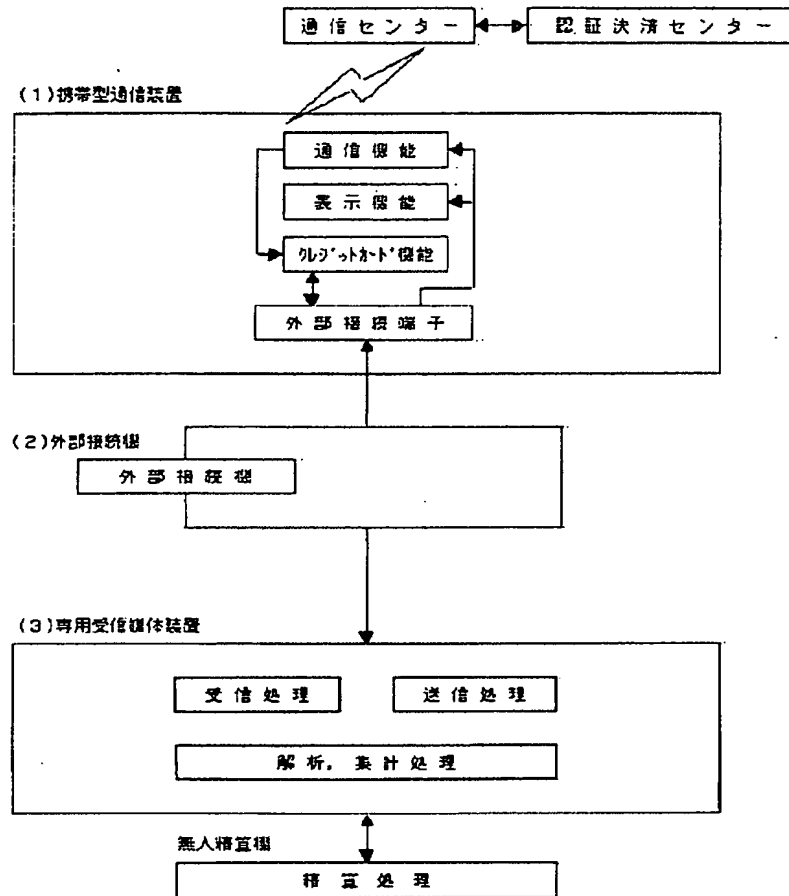 通信センター
認証決済センター
(1)携帯型通信装置
通信機能
表示機能
クレジットカード機能
外部接続端子
(2)外部接続機
外部接続機
(3)専用受信媒体装置
受信処理
送信処理
解析,集計処理
無人精算機
精算処理